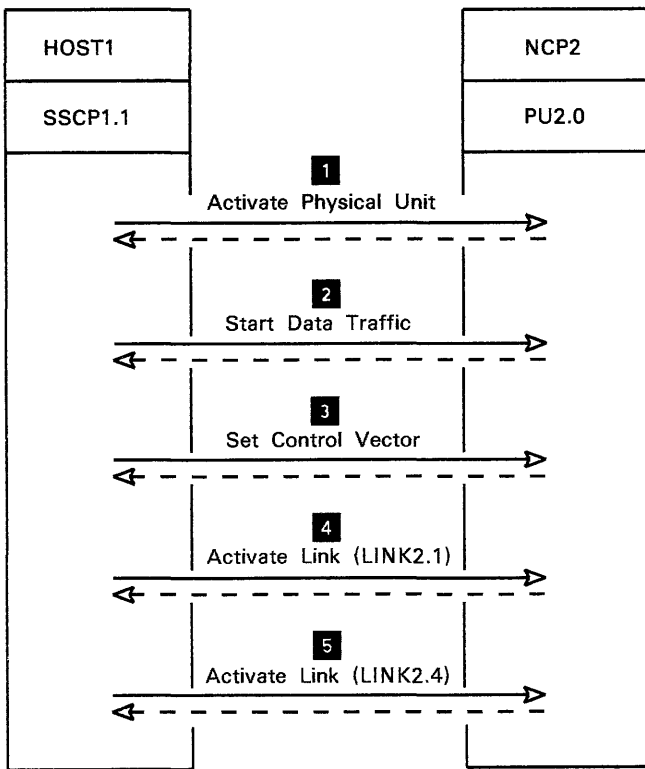 HOST1
NCP2
SSCP1.1
PU2.0
1
Activate Physical Unit
2
Start Data Traffic
3
Set Control Vector
4
Activate Link (LINK2.1)
5
Activate Link (LINK2.4)